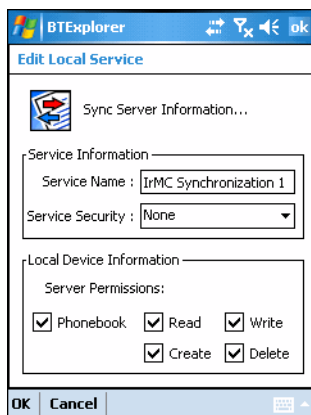 BTExplorer ok
Edit Local Service
Sync Server Information...
Service Information
Service Name : IrMC Synchronization 1
Service Security : None
Local Device Information
Server Permissions:
Phonebook Read Write
Create Delete
OK Cancel